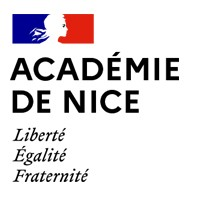 ACADÉMIE
DE NICE
Liberté
Égalité
Fraternité